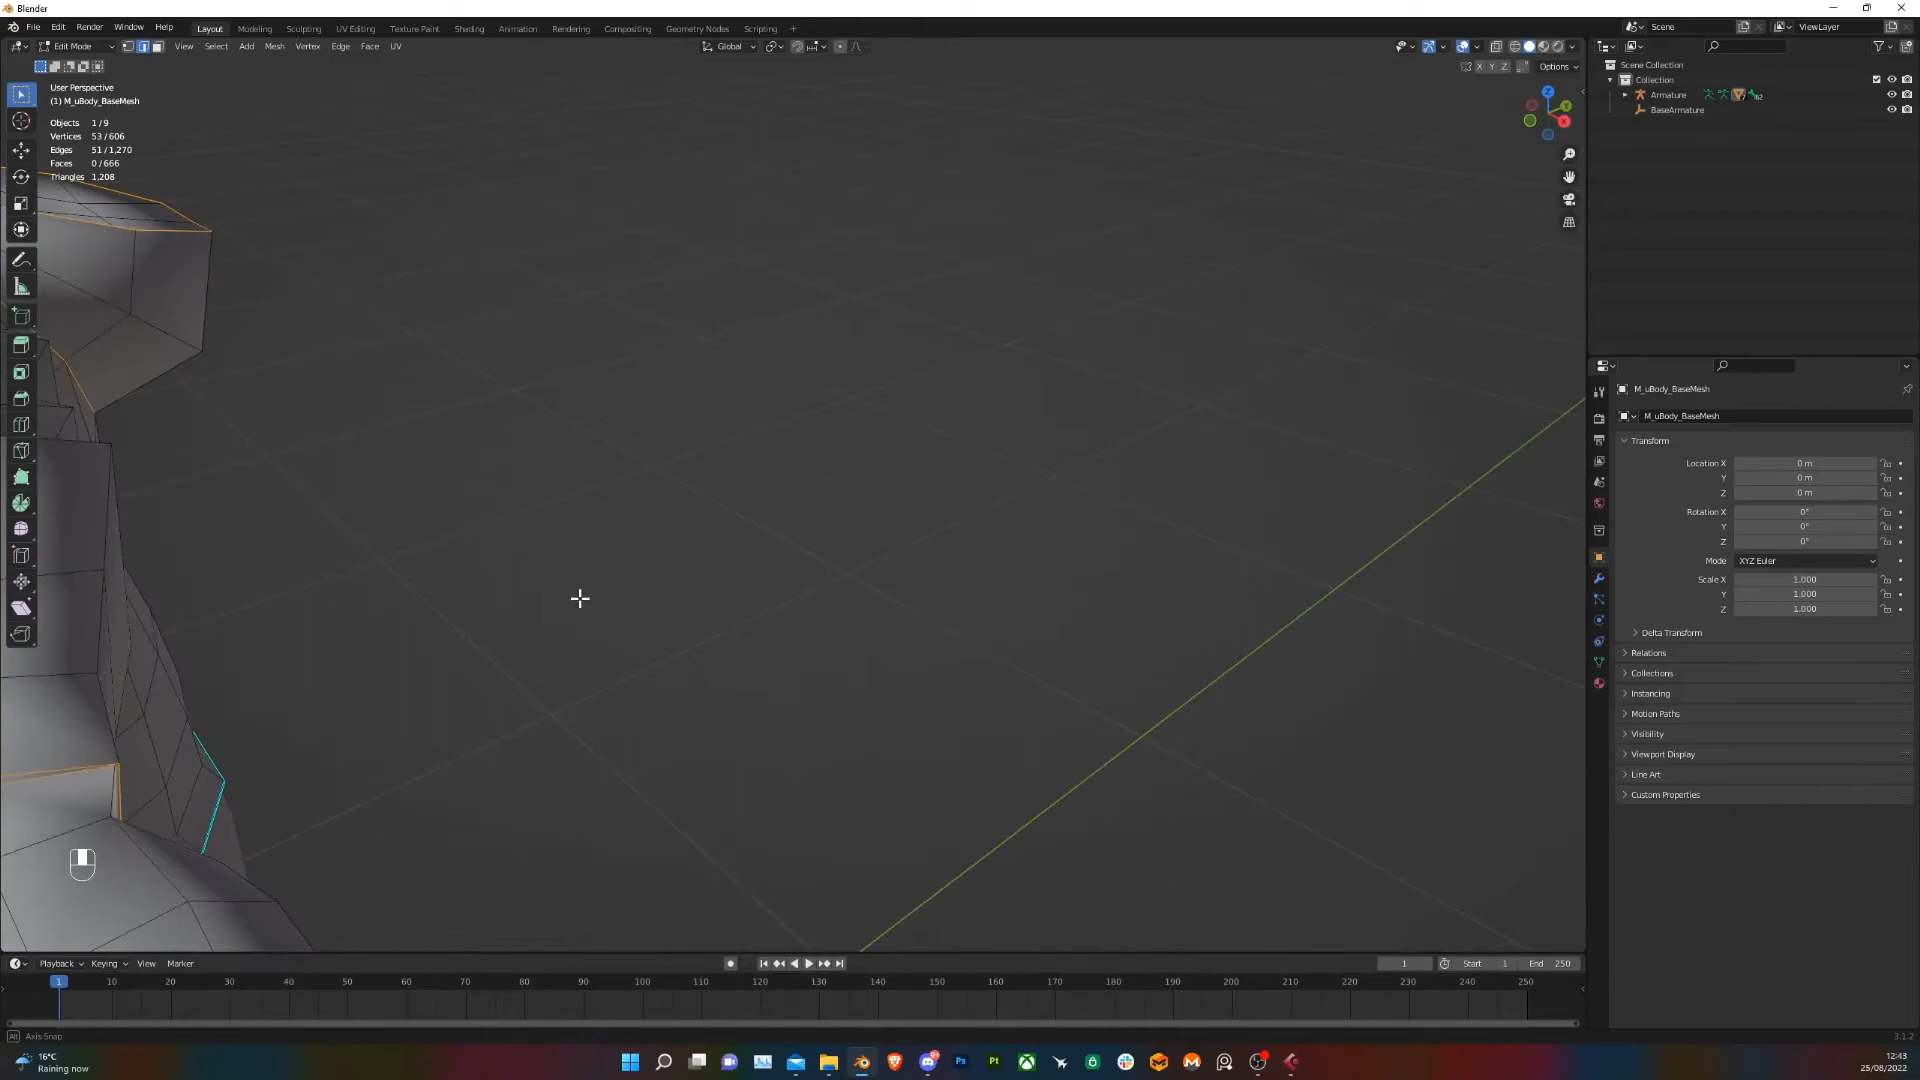 Blender
File Edit Render Window Help
Layout Modeling Sculpting UV Editing Texture Paint Shading Animation Rendering Compositing Geometry Nodes Scripting +
Scene
ViewLayer
Edit Mode
View Select Add Mesh Vertex Edge Face UV
Global
X Y Z
Options
User Perspective
(1) M_uBody_BaseMesh
Objects 1/9
Vertices 53/606
Edges 51/1,270
Faces 0/666
Triangles 1,208
Z
Y
X
Scene Collection
Collection
Armature
BaseArmature
M_uBody_BaseMesh
M_uBody_BaseMesh
Transform
Location X 0 m
Y 0 m
Z 0 m
Rotation X 0°
Y 0°
Z 0°
Mode XYZ Euler
Scale X 1.000
Y 1.000
Z 1.000
Delta Transform
Relations
Collections
Instancing
Motion Paths
Visibility
Viewport Display
Line Art
Custom Properties
Playback Keying View Marker
1 Start 1 End 250
1 10 20 30 40 50 60 70 80 90 100 110 120 130 140 150 160 170 180 190 200 210 220 230 240 250
Alt Axis Snap
3.1.2
16°C
Raining now
Ps
Pt
12:43
25/08/2022